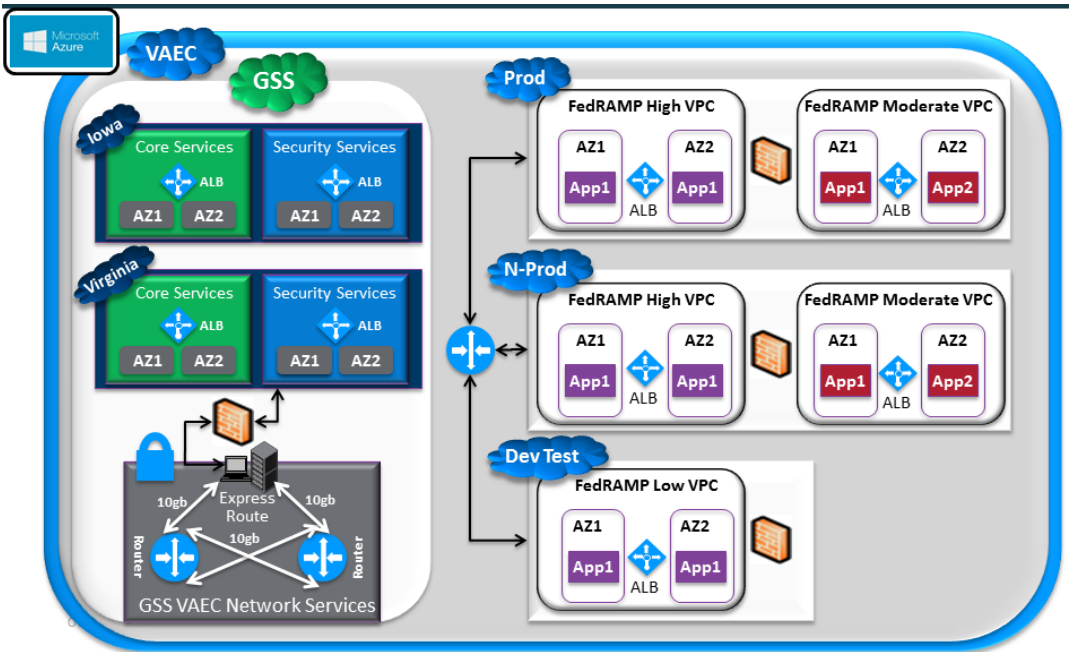 Microsoft
Azure
VAEC
GSS
Iowa
Core Services
ALB
AZ1 AZ2
Security Services
ALB
AZ1 AZ2
Virginia
Core Services
ALB
AZ1 AZ2
Security Services
ALB
AZ1 AZ2
10gb
Express
Route
10gb
10gb
Router
Router
GSS VAEC Network Services
Prod
FedRAMP High VPC
AZ1 AZ2
App1 App1
ALB
FedRAMP Moderate VPC
AZ1 AZ2
App1 App2
ALB
N-Prod
FedRAMP High VPC
AZ1 AZ2
App1 App1
ALB
FedRAMP Moderate VPC
AZ1 AZ2
App1 App2
ALB
Dev Test
FedRAMP Low VPC
AZ1 AZ2
App1 App1
ALB